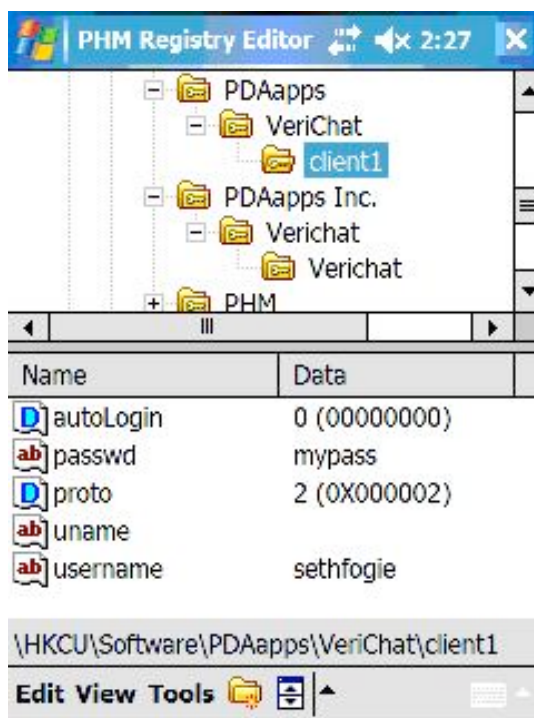 PHM Registry Editor 2:27
PDAapps
VeriChat
client1
PDAapps Inc.
Verichat
Verichat
PHM
Name Data
autoLogin 0 (00000000)
passwd mypass
proto 2 (0X000002)
uname
username sethfogie
\HKCU\Software\PDAapps\VeriChat\client1
Edit View Tools